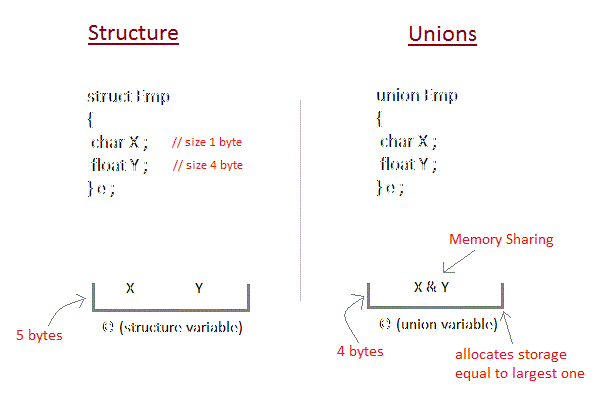 Structure
struct Emp
{
char X ; // size 1 byte
float Y ; // size 4 byte
} e ;
X Y
e (structure variable)
5 bytes
Unions
union Emp
{
char X ;
float Y ;
} e ;
Memory Sharing
X & Y
e (union variable)
4 bytes
allocates storage
equal to largest one